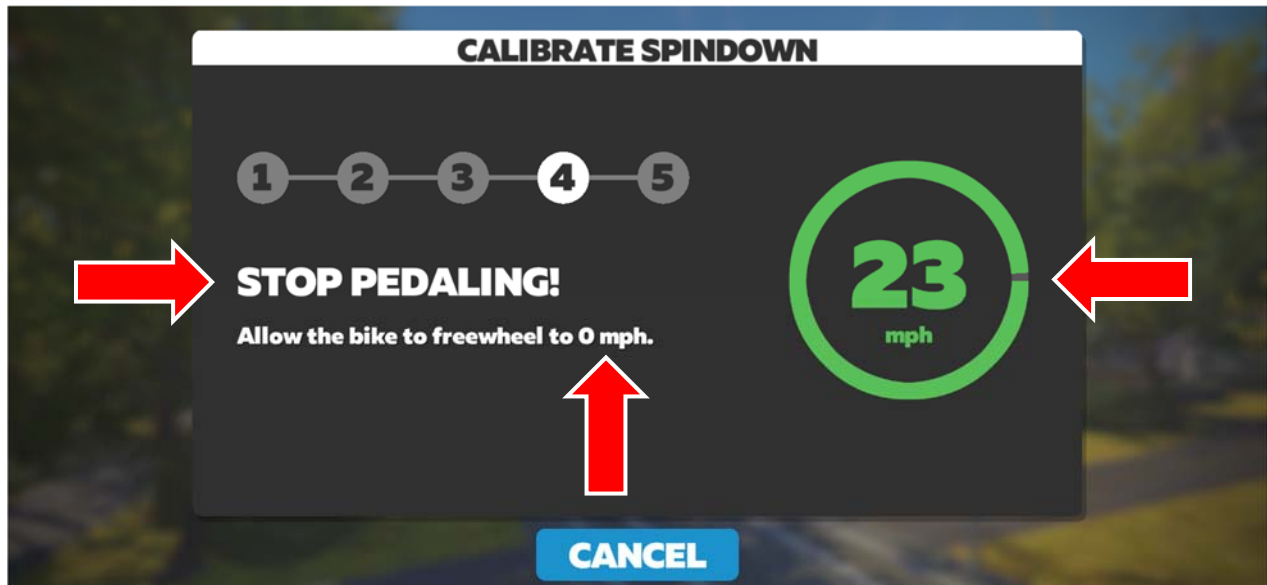 CALIBRATE SPINDOWN
1 2 3 4 5
STOP PEDALING!
Allow the bike to freewheel to 0 mph.
23
mph
CANCEL